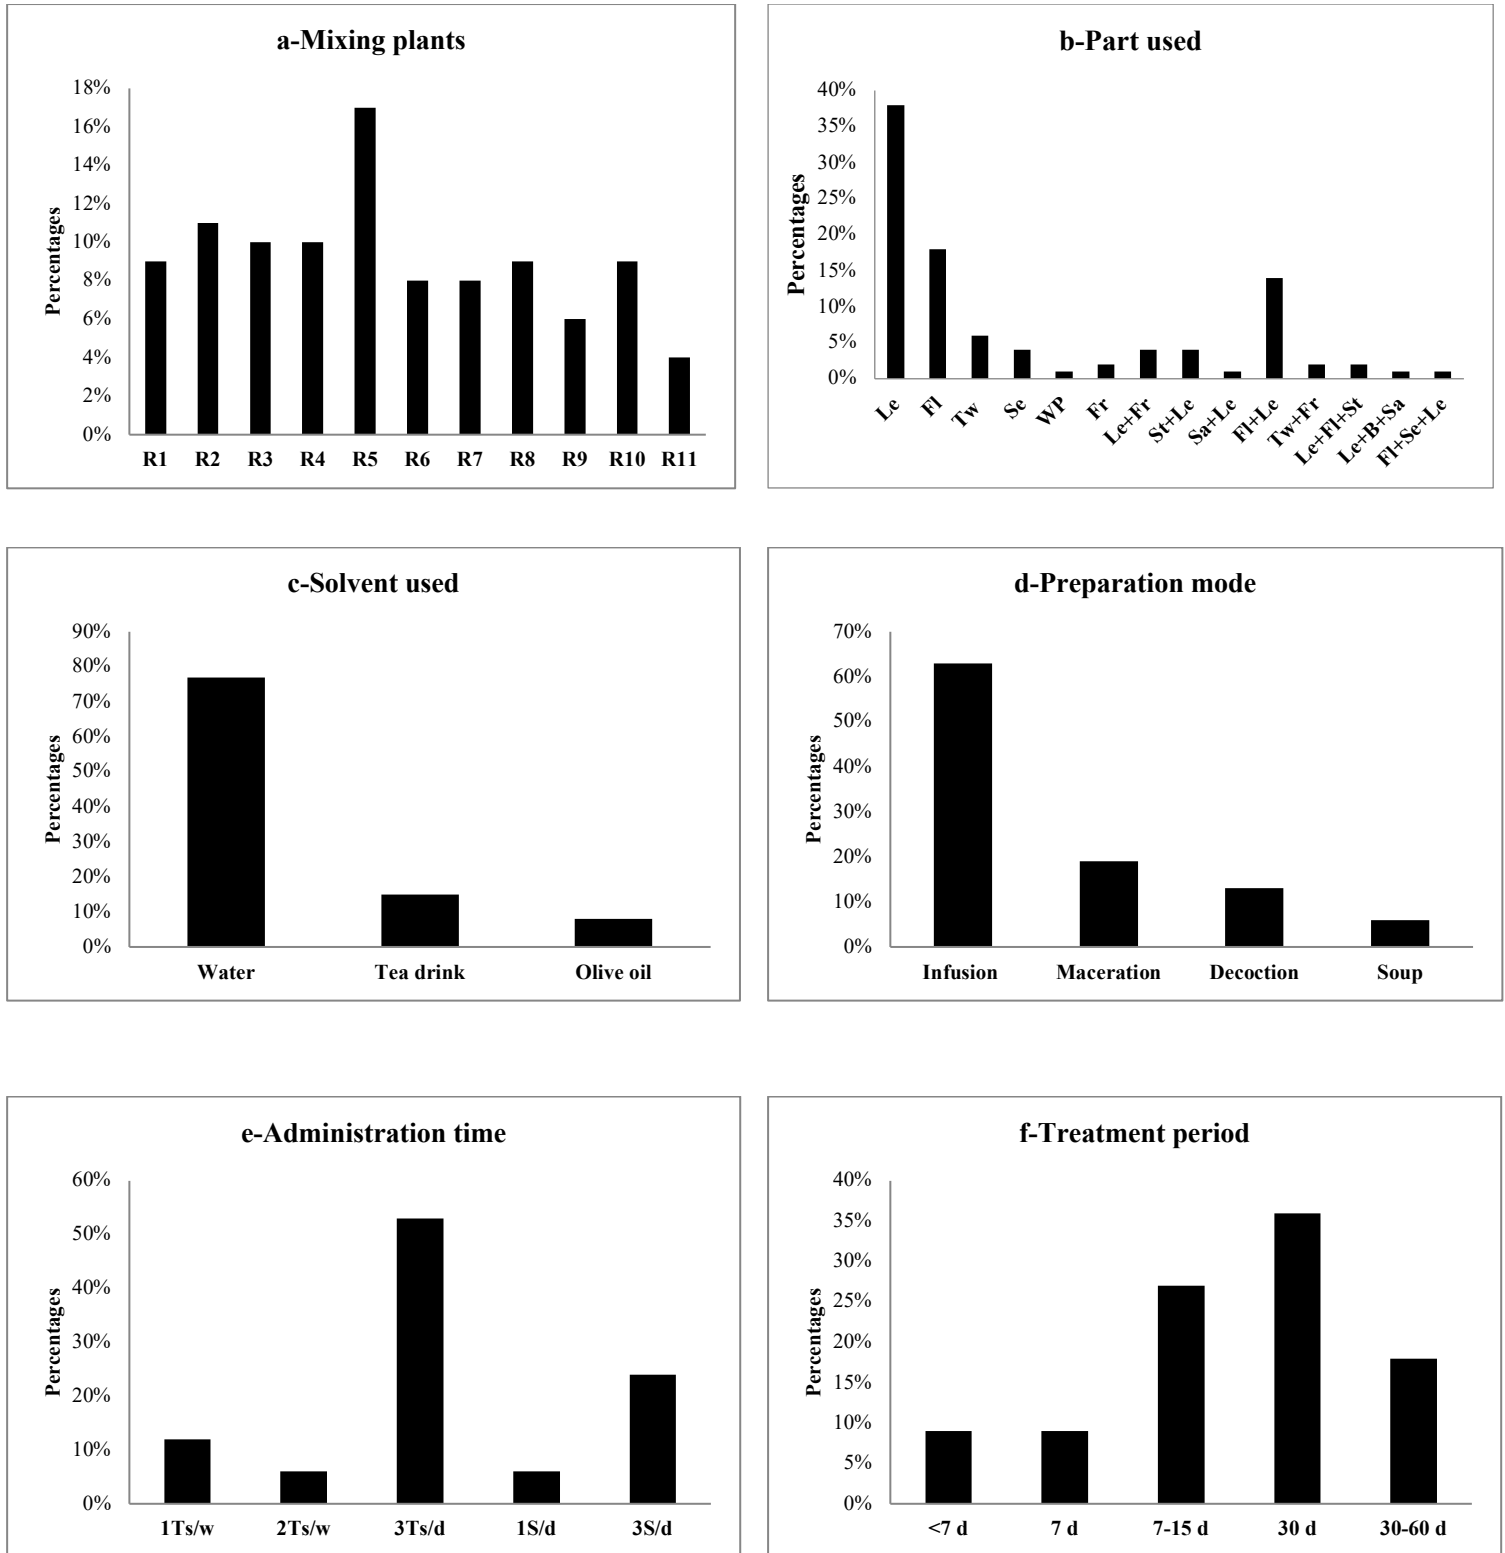 a-Mixing plants
Percentages
18%
16%
14%
12%
10%
8%
6%
4%
2%
0%
R1 R2 R3 R4 R5 R6 R7 R8 R9 R10 R11
b-Part used
Percentages
40%
35%
30%
25%
20%
15%
10%
5%
0%
Le Fl Tw Se WP Fr Le+Fr St+Le Sa+Le Fl+Le Tw+Fr Le+Fl+St Le+B+Sa Fl+Se+Le
c-Solvent used
Percentages
90%
80%
70%
60%
50%
40%
30%
20%
10%
0%
Water Tea drink Olive oil
d-Preparation mode
Percentages
70%
60%
50%
40%
30%
20%
10%
0%
Infusion Maceration Decoction Soup
e-Administration time
Percentages
60%
50%
40%
30%
20%
10%
0%
1Ts/w 2Ts/w 3Ts/d 1S/d 3S/d
f-Treatment period
Percentages
40%
35%
30%
25%
20%
15%
10%
5%
0%
<7 d 7 d 7-15 d 30 d 30-60 d